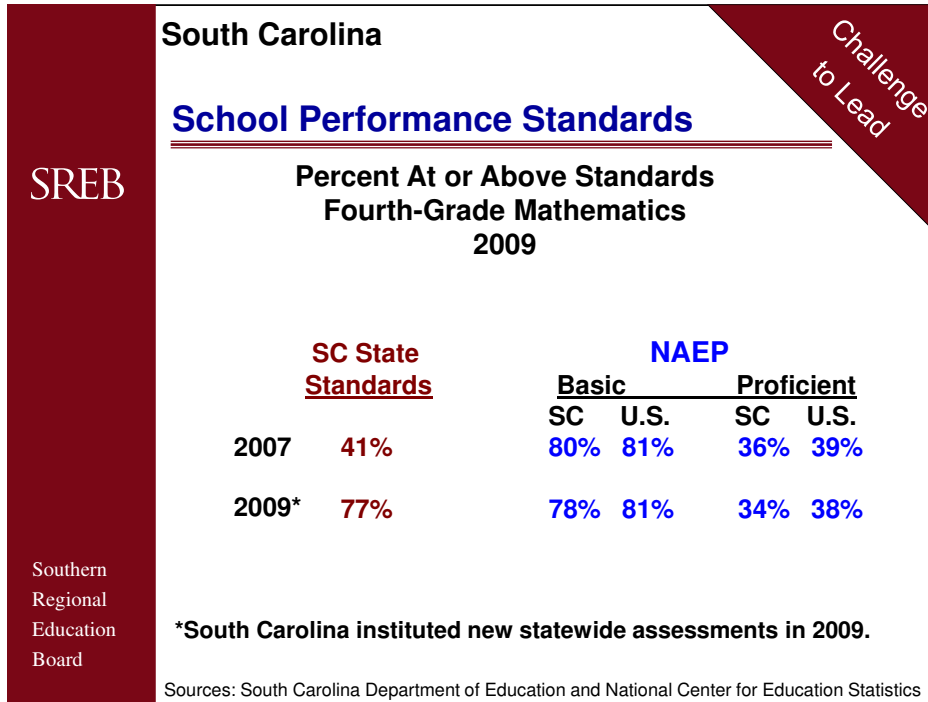 South Carolina
Challenge
to Lead
School Performance Standards
SREB
Percent At or Above Standards
Fourth-Grade Mathematics
2009
SC State NAEP
Standards Basic Proficient
SC U.S. SC U.S.
2007 41% 80% 81% 36% 39%
2009* 77% 78% 81% 34% 38%
Southern
Regional
Education
Board
*South Carolina instituted new statewide assessments in 2009.
Sources: South Carolina Department of Education and National Center for Education Statistics